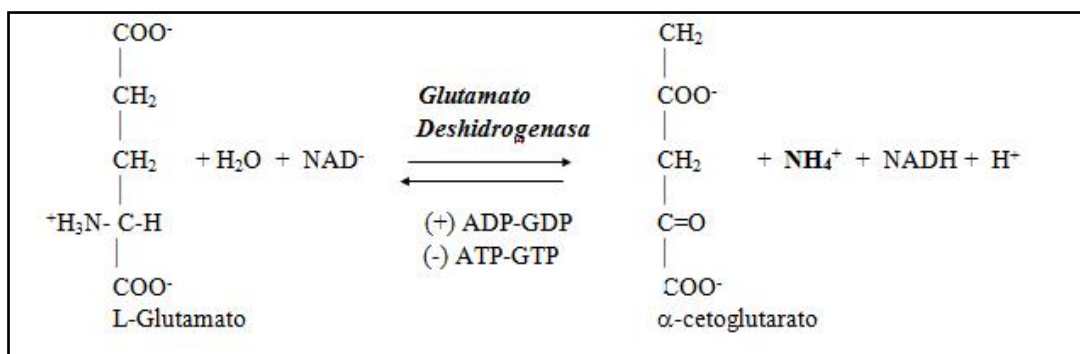 COO⁻ CH₂
CH₂ Glutamato COO⁻
Deshidrogenasa
CH₂ + H₂O + NAD⁻ CH₂ + NH₄⁺ + NADH + H⁺
⁺H₃N- C-H (+) ADP-GDP C=O
(-) ATP-GTP
COO⁻ COO⁻
L-Glutamato α-cetoglutarato